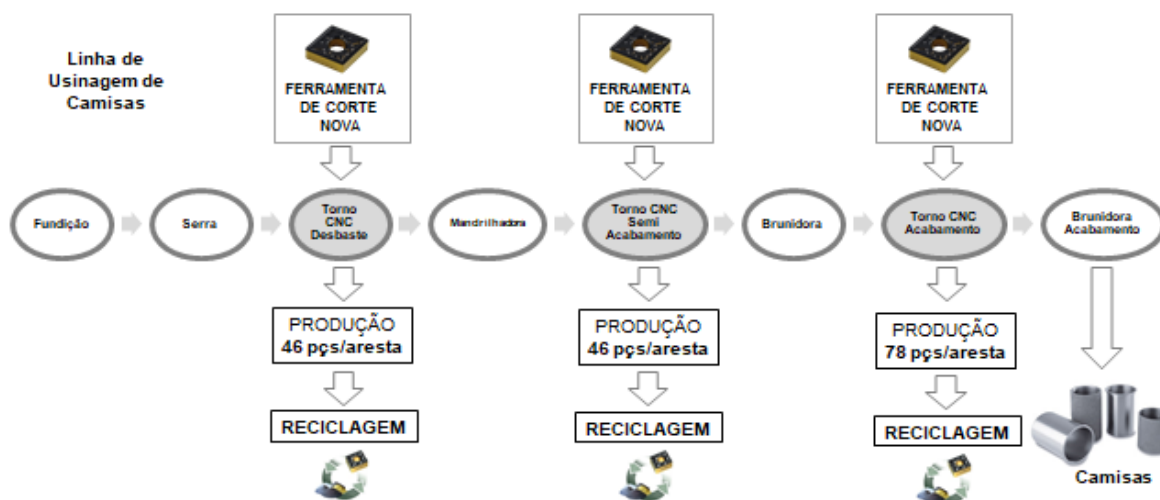 Linha de
Usinagem de
Camisas
FERRAMENTA
DE CORTE
NOVA
FERRAMENTA
DE CORTE
NOVA
FERRAMENTA
DE CORTE
NOVA
Fundição
Serra
Torno
CNC
Desbaste
Mandrilhadora
Torno CNC
Semi
Acabamento
Brunidora
Torno CNC
Acabamento
Brunidora
Acabamento
PRODUÇÃO
46 pçs/aresta
PRODUÇÃO
46 pçs/aresta
PRODUÇÃO
78 pçs/aresta
RECICLAGEM
RECICLAGEM
RECICLAGEM
Camisas